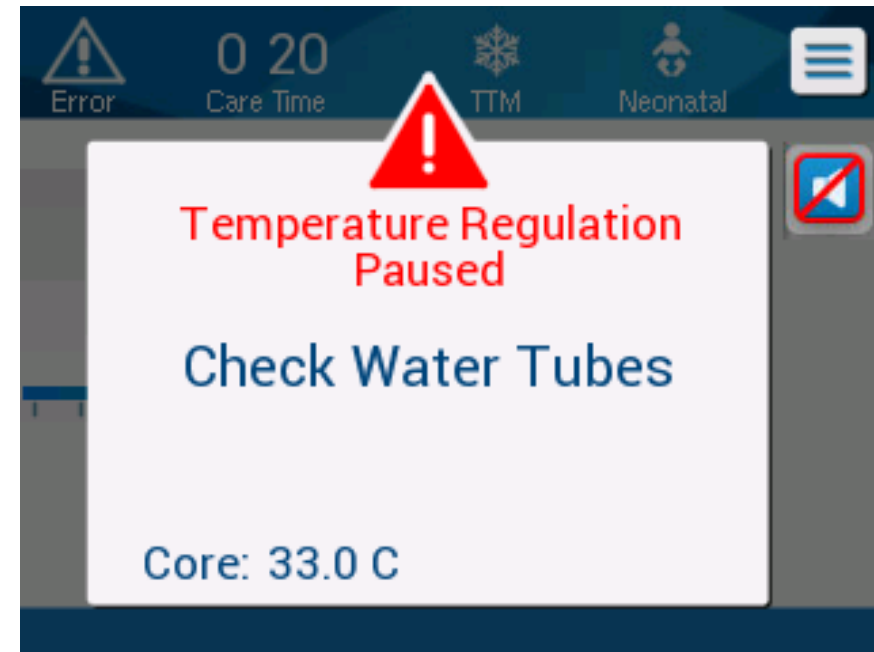 0 20
Error
Care Time
TTM
Neonatal
Temperature Regulation
Paused
Check Water Tubes
Core: 33.0 C